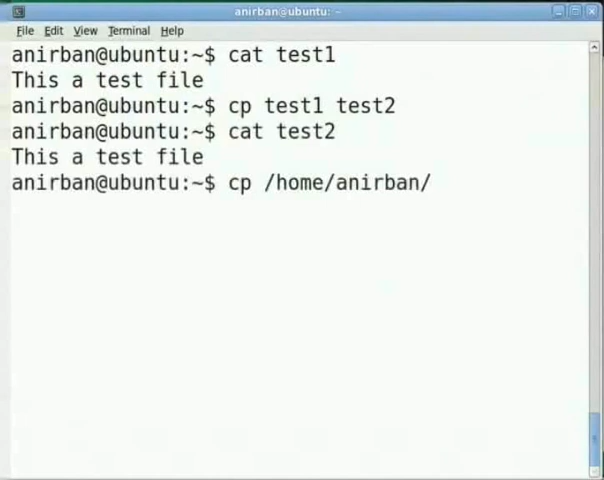 anirban@ubuntu: ~
File Edit View Terminal Help
anirban@ubuntu:~$ cat test1
This a test file
anirban@ubuntu:~$ cp test1 test2
anirban@ubuntu:~$ cat test2
This a test file
anirban@ubuntu:~$ cp /home/anirban/